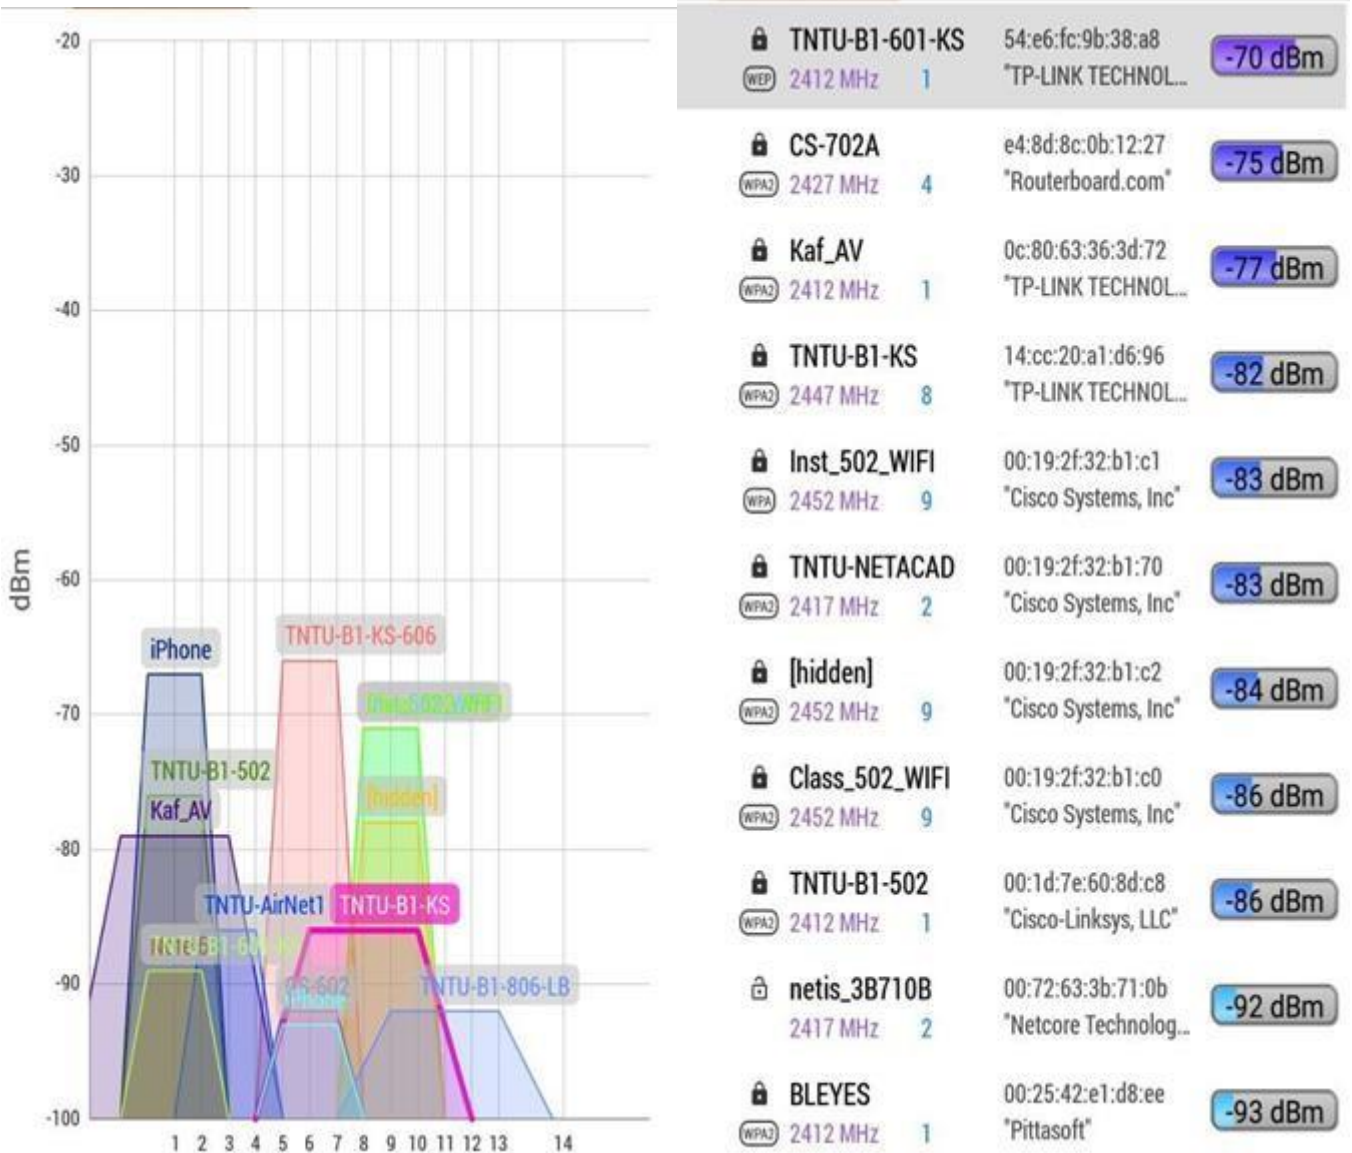 -20
-30
-40
-50
dBm
-60
TNTU-B1-KS-606
iPhone
-70
TNTU-B1-502
[hidden]
Kaf_AV
-80
TNTU-AirNet1
TNTU-B1-KS
-90
CS-602
TNTU-B1-806-LB
-100
1 2 3 4 5 6 7 8 9 10 11 12 13 14
TNTU-B1-601-KS 54:e6:fc:9b:38:a8 -70 dBm
WEP 2412 MHz 1 "TP-LINK TECHNOL...
CS-702A e4:8d:8c:0b:12:27 -75 dBm
WPA2 2427 MHz 4 "Routerboard.com"
Kaf_AV 0c:80:63:36:3d:72 -77 dBm
WPA2 2412 MHz 1 "TP-LINK TECHNOL...
TNTU-B1-KS 14:cc:20:a1:d6:96 -82 dBm
WPA2 2447 MHz 8 "TP-LINK TECHNOL...
Inst_502_WIFI 00:19:2f:32:b1:c1 -83 dBm
WPA 2452 MHz 9 "Cisco Systems, Inc"
TNTU-NETACAD 00:19:2f:32:b1:70 -83 dBm
WPA2 2417 MHz 2 "Cisco Systems, Inc"
[hidden] 00:19:2f:32:b1:c2 -84 dBm
WPA2 2452 MHz 9 "Cisco Systems, Inc"
Class_502_WIFI 00:19:2f:32:b1:c0 -86 dBm
WPA2 2452 MHz 9 "Cisco Systems, Inc"
TNTU-B1-502 00:1d:7e:60:8d:c8 -86 dBm
WPA2 2412 MHz 1 "Cisco-Linksys, LLC"
netis_3B710B 00:72:63:3b:71:0b -92 dBm
2417 MHz 2 "Netcore Technolog...
BLEYES 00:25:42:e1:d8:ee -93 dBm
WPA2 2412 MHz 1 "Pittasoft"